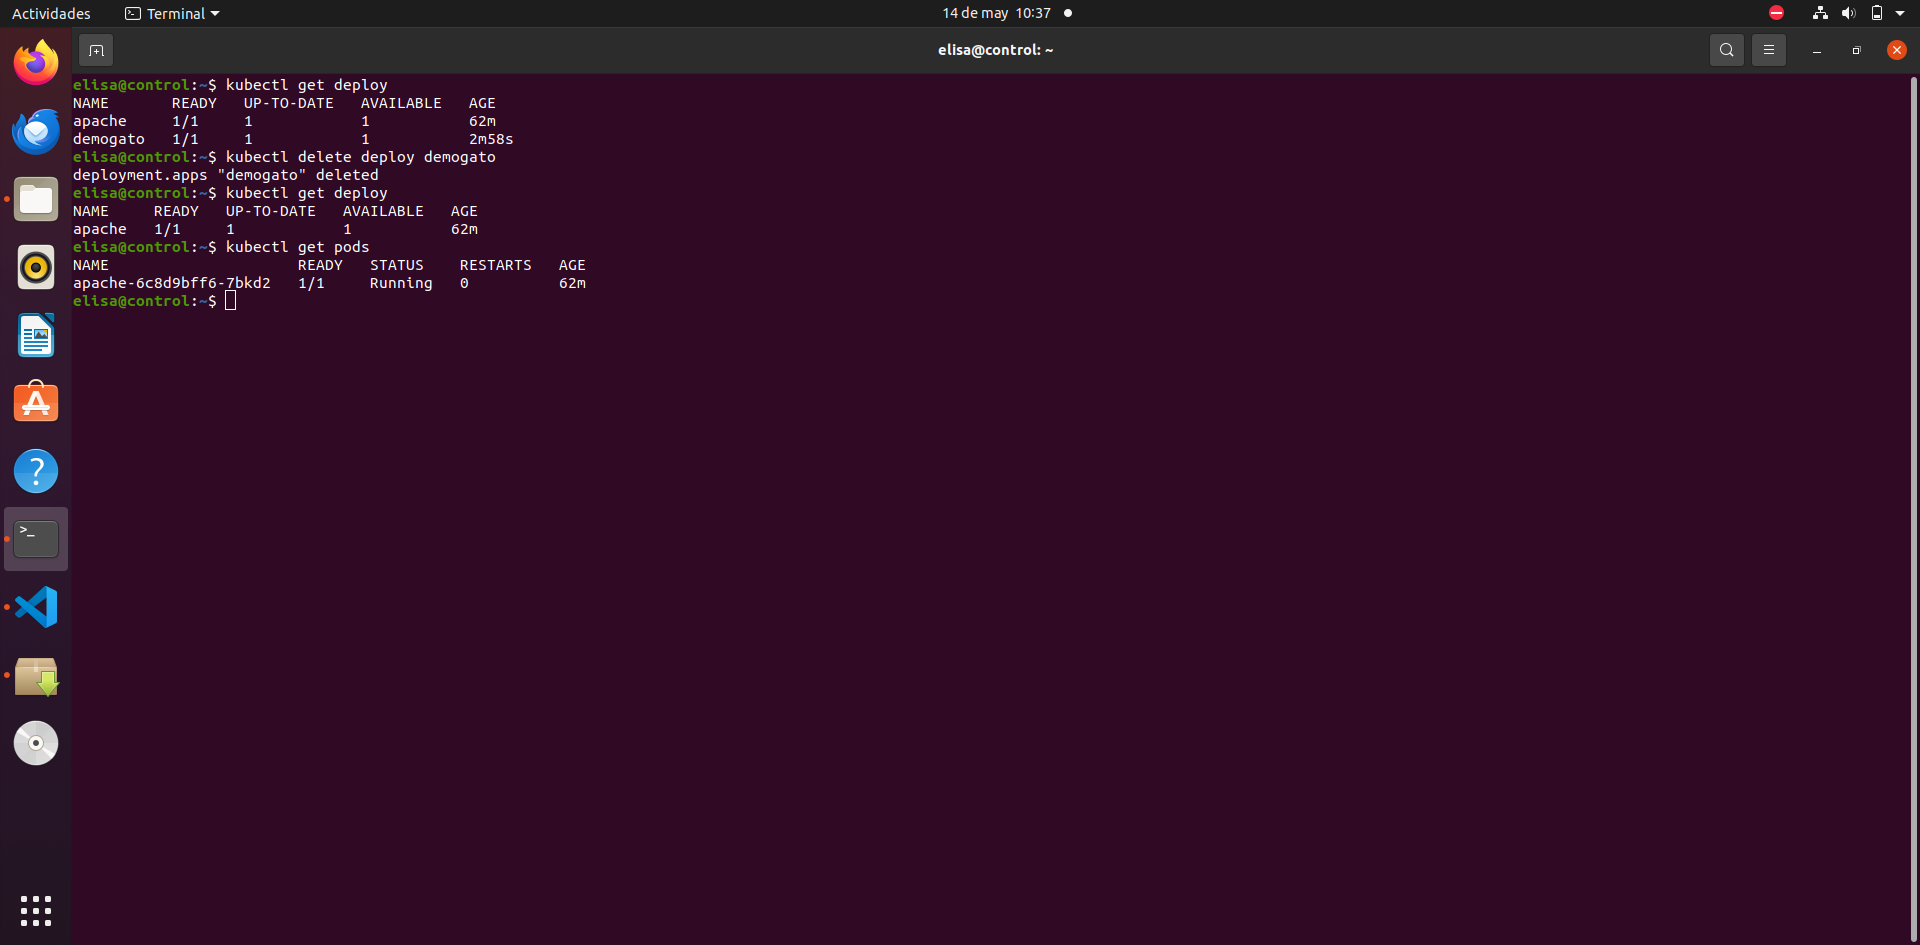 Actividades
Terminal
14 de may 10:37
elisa@control: ~
elisa@control:~$ kubectl get deploy
NAME READY UP-TO-DATE AVAILABLE AGE
apache 1/1 1 1 62m
demogato 1/1 1 1 2m58s
elisa@control:~$ kubectl delete deploy demogato
deployment.apps "demogato" deleted
elisa@control:~$ kubectl get deploy
NAME READY UP-TO-DATE AVAILABLE AGE
apache 1/1 1 1 62m
elisa@control:~$ kubectl get pods
NAME READY STATUS RESTARTS AGE
apache-6c8d9bff6-7bkd2 1/1 Running 0 62m
elisa@control:~$